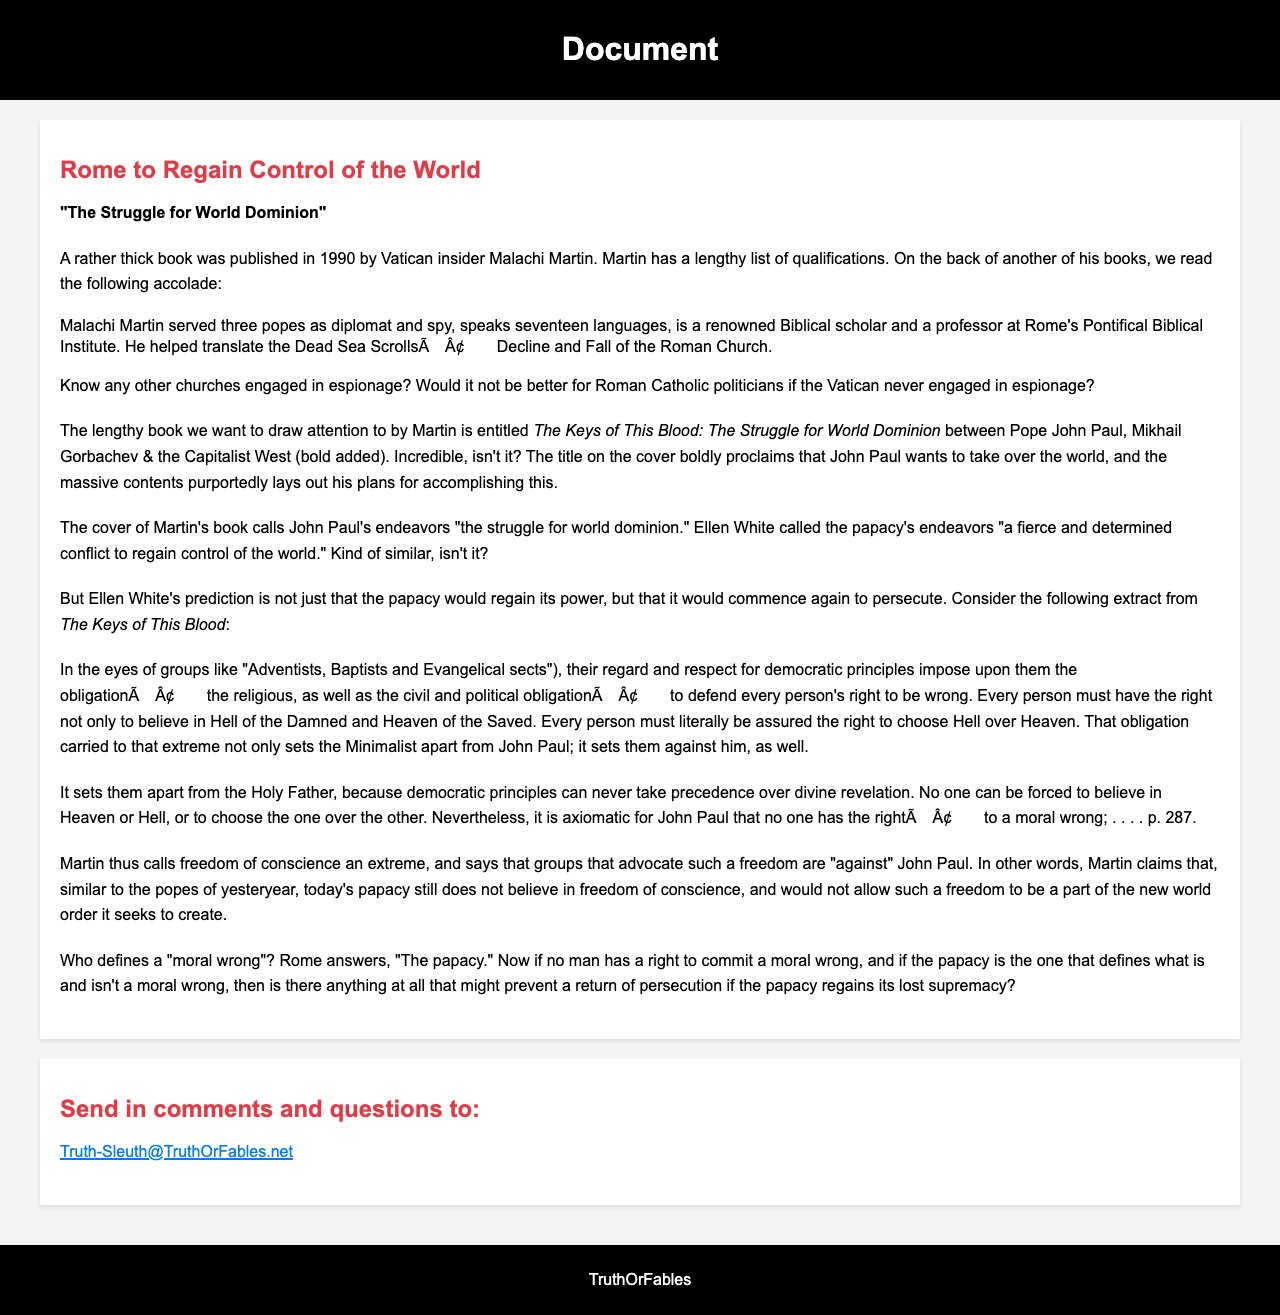 Document
Rome to Regain Control of the World
"The Struggle for World Dominion"
A rather thick book was published in 1990 by Vatican insider Malachi Martin. Martin has a lengthy list of qualifications. On the back of another of his books, we read
the following accolade:
Malachi Martin served three popes as diplomat and spy, speaks seventeen languages, is a renowned Biblical scholar and a professor at Rome's Pontifical Biblical
Institute. He helped translate the Dead Sea ScrollsÃ Â¢ Decline and Fall of the Roman Church.
Know any other churches engaged in espionage? Would it not be better for Roman Catholic politicians if the Vatican never engaged in espionage?
The lengthy book we want to draw attention to by Martin is entitled The Keys of This Blood: The Struggle for World Dominion between Pope John Paul, Mikhail
Gorbachev & the Capitalist West (bold added). Incredible, isn't it? The title on the cover boldly proclaims that John Paul wants to take over the world, and the
massive contents purportedly lays out his plans for accomplishing this.
The cover of Martin's book calls John Paul's endeavors "the struggle for world dominion." Ellen White called the papacy's endeavors "a fierce and determined
conflict to regain control of the world." Kind of similar, isn't it?
But Ellen White's prediction is not just that the papacy would regain its power, but that it would commence again to persecute. Consider the following extract from
The Keys of This Blood:
In the eyes of groups like "Adventists, Baptists and Evangelical sects"), their regard and respect for democratic principles impose upon them the
obligationÃ Â¢ the religious, as well as the civil and political obligationÃ Â¢ to defend every person's right to be wrong. Every person must have the right
not only to believe in Hell of the Damned and Heaven of the Saved. Every person must literally be assured the right to choose Hell over Heaven. That obligation
carried to that extreme not only sets the Minimalist apart from John Paul; it sets them against him, as well.
It sets them apart from the Holy Father, because democratic principles can never take precedence over divine revelation. No one can be forced to believe in
Heaven or Hell, or to choose the one over the other. Nevertheless, it is axiomatic for John Paul that no one has the rightÃ Â¢ to a moral wrong; . . . . p. 287.
Martin thus calls freedom of conscience an extreme, and says that groups that advocate such a freedom are "against" John Paul. In other words, Martin claims that,
similar to the popes of yesteryear, today's papacy still does not believe in freedom of conscience, and would not allow such a freedom to be a part of the new world
order it seeks to create.
Who defines a "moral wrong"? Rome answers, "The papacy." Now if no man has a right to commit a moral wrong, and if the papacy is the one that defines what is
and isn't a moral wrong, then is there anything at all that might prevent a return of persecution if the papacy regains its lost supremacy?
Send in comments and questions to:
Truth-Sleuth@TruthOrFables.net
TruthOrFables